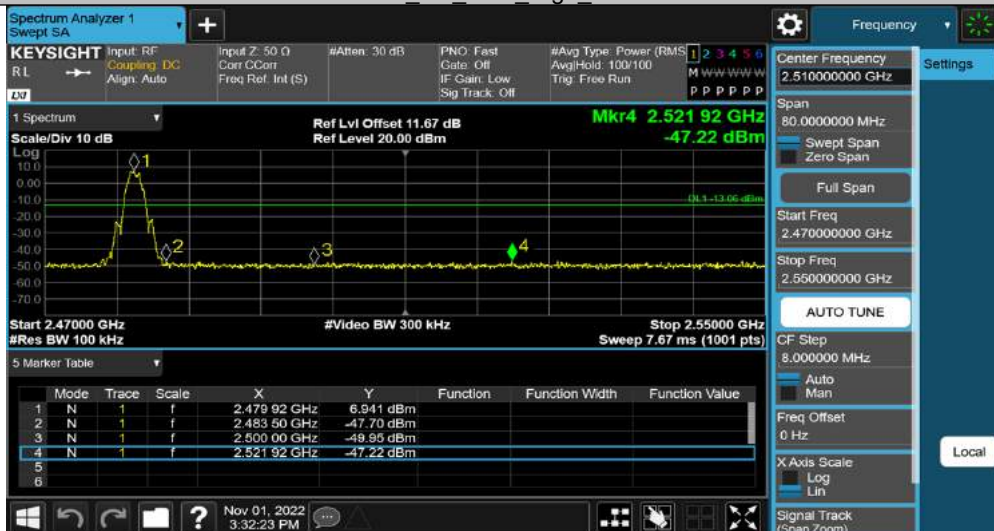 Spectrum Analyzer 1
Swept SA
+
Frequency
KEYSIGHT Input: RF Input Z: 50 Ω #Atten: 30 dB PNO: Fast #Avg Type: Power (RMS 1 2 3 4 5 6
RL Coupling: DC Corr CCorr Gate: Off Avg|Hold: 100/100 M W W W W W
Align: Auto Freq Ref: Int (S) IF Gain: Low Trig: Free Run
LXI Sig Track: Off P P P P P P
Center Frequency
2.510000000 GHz
Settings
1 Spectrum
Ref Lvl Offset 11.67 dB Mkr4 2.521 92 GHz
Scale/Div 10 dB Ref Level 20.00 dBm -47.22 dBm
Log
10.0
0.00
-10.0
-20.0
-30.0
-40.0
-50.0
-60.0
-70.0
1
2
3
4
DL1 -13.06 dBm
Start 2.47000 GHz #Video BW 300 kHz Stop 2.55000 GHz
#Res BW 100 kHz Sweep 7.67 ms (1001 pts)
Span
80.0000000 MHz
Swept Span
Zero Span
Full Span
Start Freq
2.470000000 GHz
Stop Freq
2.550000000 GHz
AUTO TUNE
CF Step
8.000000 MHz
Auto
Man
Freq Offset
0 Hz
X Axis Scale
Log
Lin
Signal Track
(Span Zoom)
Local
5 Marker Table
Mode Trace Scale X Y Function Function Width Function Value
1 N 1 f 2.479 92 GHz 6.941 dBm
2 N 1 f 2.483 50 GHz -47.70 dBm
3 N 1 f 2.500 00 GHz -49.95 dBm
4 N 1 f 2.521 92 GHz -47.22 dBm
5
6
? Nov 01, 2022
3:32:23 PM